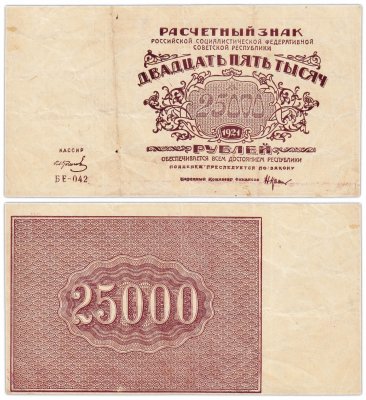 РАСЧЕТНЫЙ ЗНАК
РОССИЙСКОЙ СОЦИАЛИСТИЧЕСКОЙ ФЕДЕРАТИВНОЙ
СОВЕТСКОЙ РЕСПУБЛИКИ
ДВАДЦАТЬ ПЯТЬ ТЫСЯЧ
25000
1921
РУБЛЕЙ
ОБЕСПЕЧИВАЕТСЯ ВСЕМ ДОСТОЯНИЕМ РЕСПУБЛИКИ
ПОДДЕЛКА ПРЕСЛЕДУЕТСЯ ПО ЗАКОНУ
Народный Комиссар Финансов
КАССИР
БЕ-042
25000